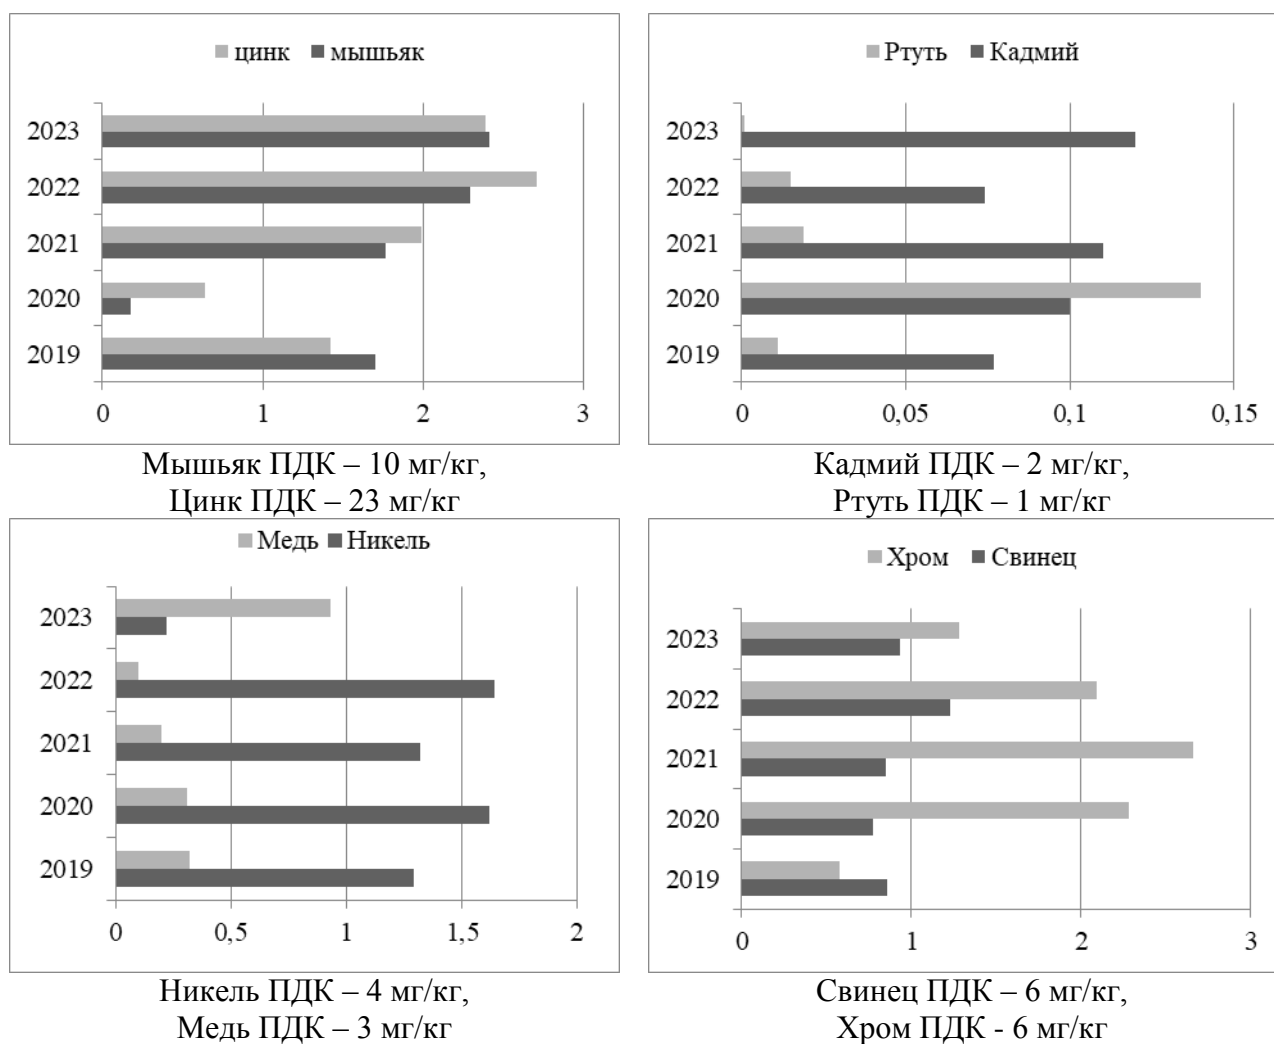 цинк мышьяк
2023
2022
2021
2020
2019
0 1 2 3
Мышьяк ПДК – 10 мг/кг,
Цинк ПДК – 23 мг/кг
Ртуть Кадмий
2023
2022
2021
2020
2019
0 0,05 0,1 0,15
Кадмий ПДК – 2 мг/кг,
Ртуть ПДК – 1 мг/кг
Медь Никель
2023
2022
2021
2020
2019
0 0,5 1 1,5 2
Никель ПДК – 4 мг/кг,
Медь ПДК – 3 мг/кг
Хром Свинец
2023
2022
2021
2020
2019
0 1 2 3
Свинец ПДК – 6 мг/кг,
Хром ПДК - 6 мг/кг